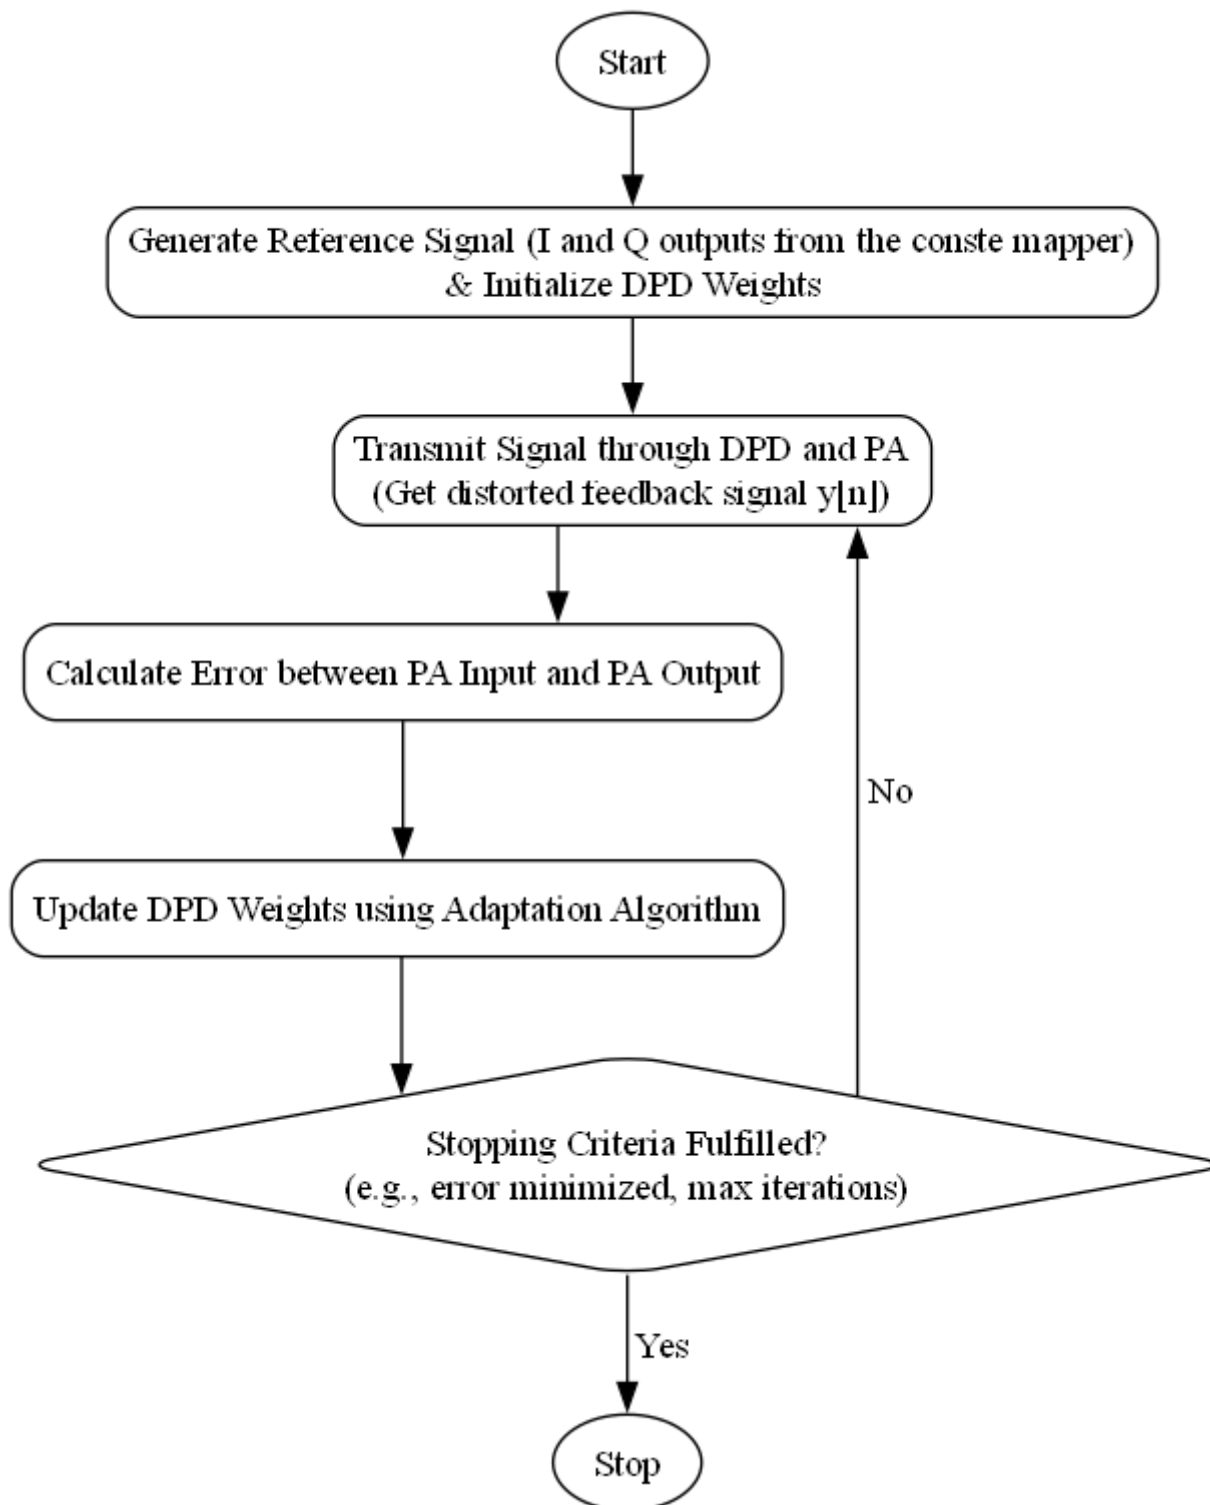 Start
Generate Reference Signal (I and Q outputs from the conste mapper)
& Initialize DPD Weights
Transmit Signal through DPD and PA
(Get distorted feedback signal y[n])
Calculate Error between PA Input and PA Output
No
Update DPD Weights using Adaptation Algorithm
Stopping Criteria Fulfilled?
(e.g., error minimized, max iterations)
Yes
Stop